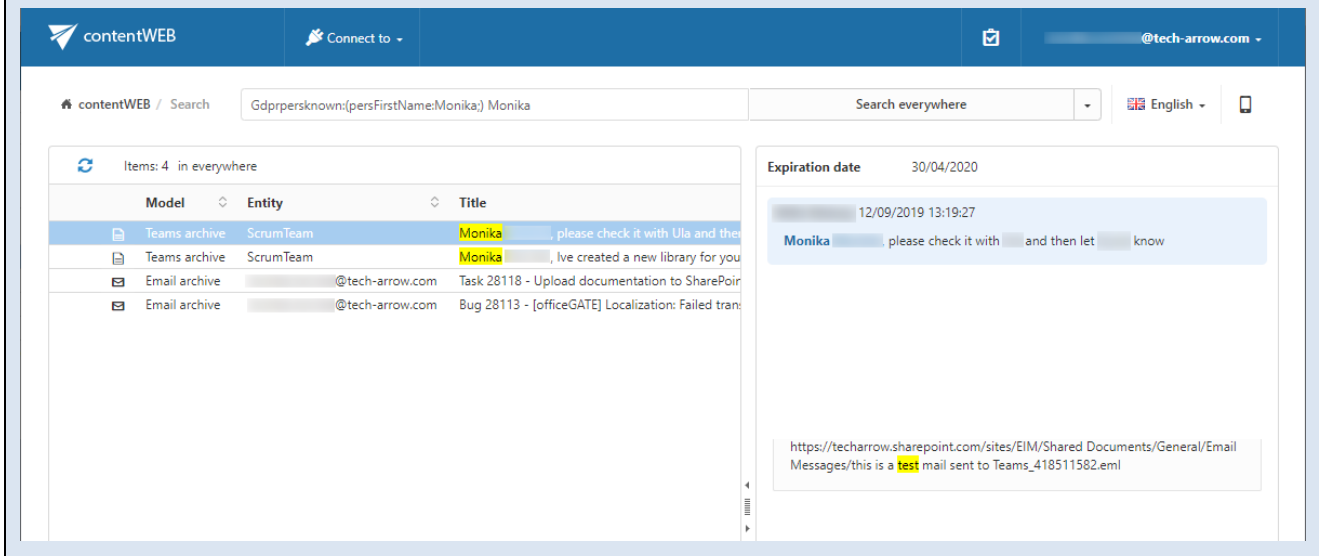 contentWEB
Connect to
@tech-arrow.com
contentWEB / Search
Gdprpersknown:(persFirstName:Monika;) Monika
Search everywhere
English
Items: 4 in everywhere
Model Entity Title
Teams archive ScrumTeam Monika , please check it with Ula and then
Teams archive ScrumTeam Monika , Ive created a new library for you
Email archive @tech-arrow.com Task 28118 - Upload documentation to SharePoin
Email archive @tech-arrow.com Bug 28113 - [officeGATE] Localization: Failed trans
Expiration date 30/04/2020
12/09/2019 13:19:27
Monika , please check it with and then let know
https://techarrow.sharepoint.com/sites/EIM/Shared Documents/General/Email
Messages/this is a test mail sent to Teams_418511582.eml